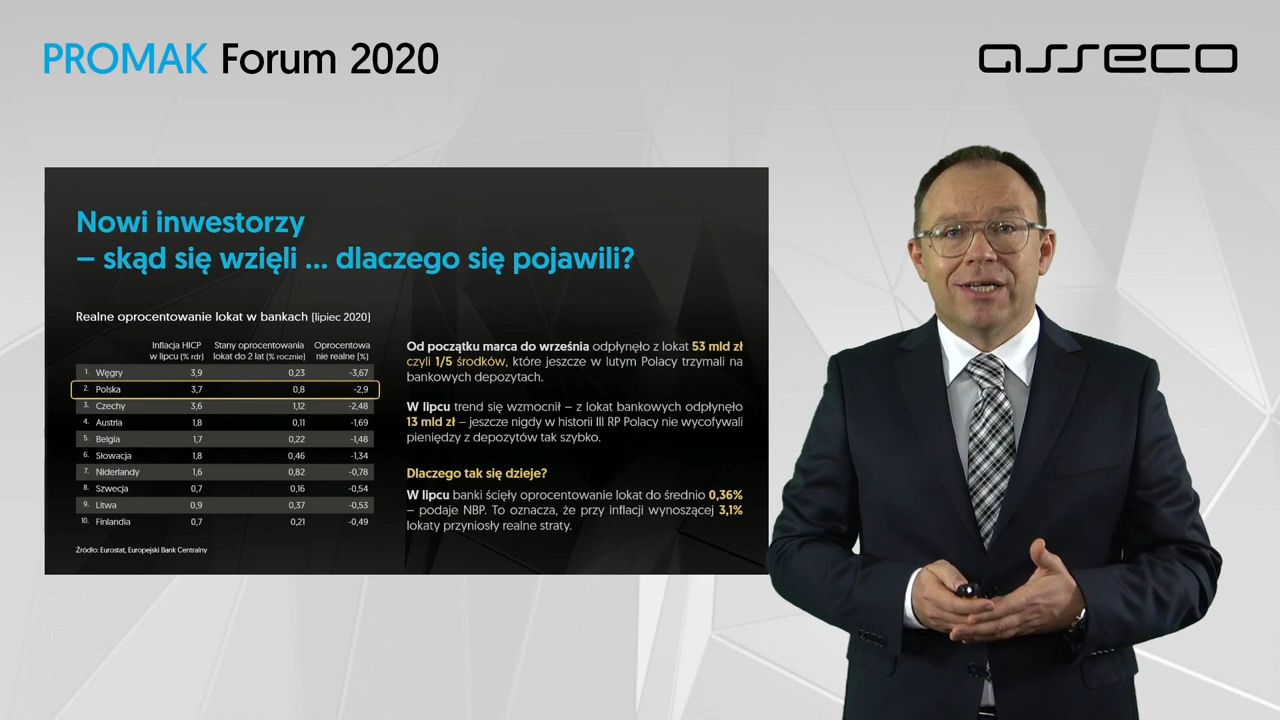 PROMAK Forum 2020
asseco
Nowi inwestorzy
– skąd się wzięli ... dlaczego się pojawili?
Realne oprocentowanie lokat w bankach (lipiec 2020)
Inflacja HICP Stany oprocentowania Oprocentowa
w lipcu (% rdr) lokat do 2 lat (% rocznie) nie realne (%)
1. Węgry 3,9 0,23 -3,67
2. Polska 3,7 0,8 -2,9
3. Czechy 3,6 1,12 -2,48
4. Austria 1,8 0,11 -1,69
5. Belgia 1,7 0,22 -1,48
6. Słowacja 1,8 0,46 -1,34
7. Niderlandy 1,6 0,82 -0,78
8. Szwecja 0,7 0,16 -0,54
9. Litwa 0,9 0,37 -0,53
10. Finlandia 0,7 0,21 -0,49
Źródło: Eurostat, Europejski Bank Centralny
Od początku marca do września odpłynęło z lokat 53 mld zł
czyli 1/5 środków, które jeszcze w lutym Polacy trzymali na
bankowych depozytach.
W lipcu trend się wzmocnił – z lokat bankowych odpłynęło
13 mld zł – jeszcze nigdy w historii III RP Polacy nie wycofywali
pieniędzy z depozytów tak szybko.
Dlaczego tak się dzieje?
W lipcu banki ścięły oprocentowanie lokat do średnio 0,36%
– podaje NBP. To oznacza, że przy inflacji wynoszącej 3,1%
lokaty przyniosły realne straty.